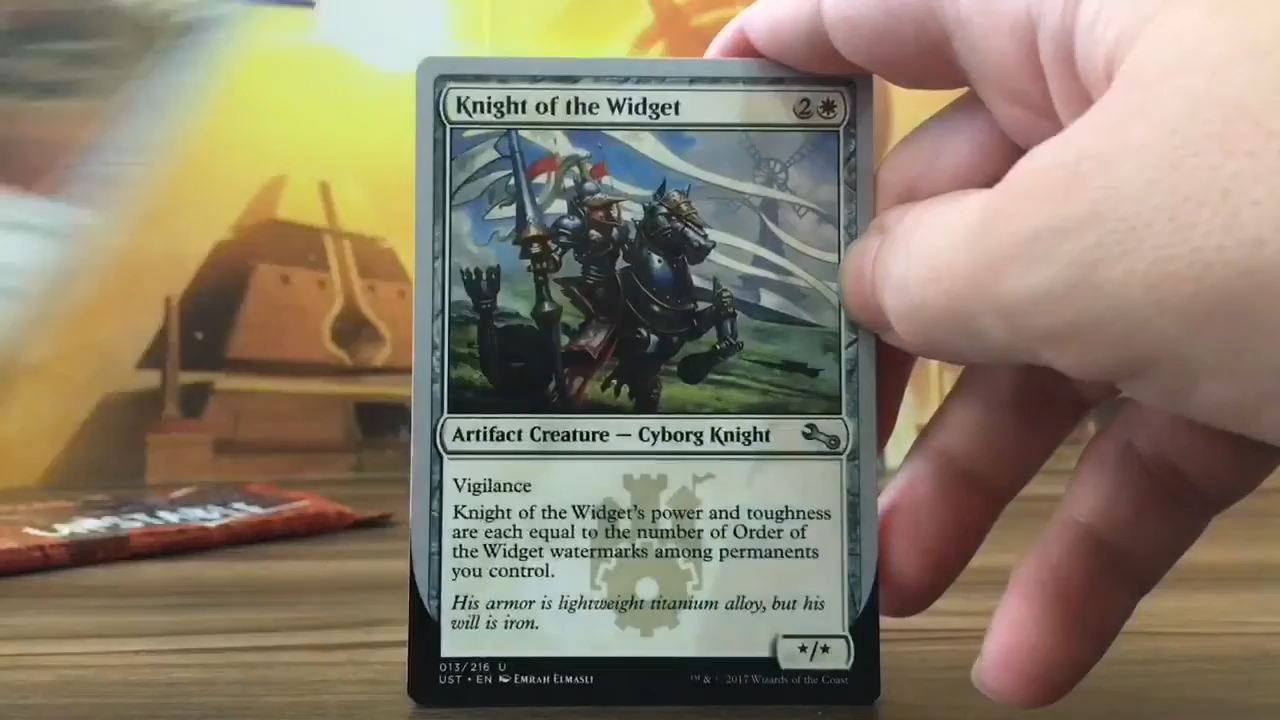 Knight of the Widget 2
Artifact Creature — Cyborg Knight
Vigilance
Knight of the Widget's power and toughness
are each equal to the number of Order of
the Widget watermarks among permanents
you control.
His armor is lightweight titanium alloy, but his
will is iron.
*/*
013/216 U
UST • EN Emrah Elmasli
™ & © 2017 Wizards of the Coast
UNSTABLE